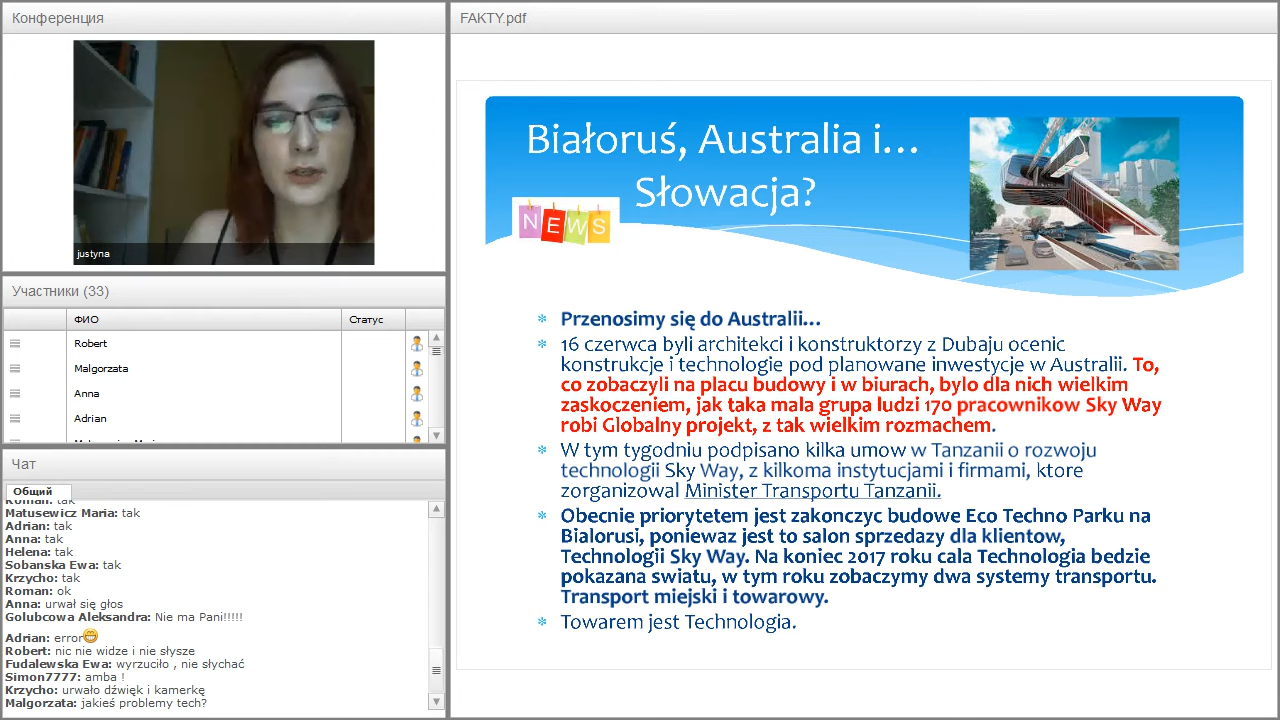 Конференция
justyna
Участники (33)
ФИО
Статус
Robert
Malgorzata
Anna
Adrian
Чат
Общий
Roman: tak
Matusewicz Maria: tak
Adrian: tak
Anna: tak
Helena: tak
Sobanska Ewa: tak
Krzycho: tak
Roman: ok
Anna: urwał się głos
Golubcowa Aleksandra: Nie ma Pani!!!!!
Adrian: error
Robert: nic nie widze i nie słysze
Fudalewska Ewa: wyrzuciło , nie słychać
Simon7777: amba !
Krzycho: urwało dźwięk i kamerkę
Malgorzata: jakieś problemy tech?
FAKTY.pdf
Białoruś, Australia i...
Słowacja?
NEWS
Przenosimy się do Australii...
16 czerwca byli architekci i konstruktorzy z Dubaju ocenic
konstrukcje i technologie pod planowane inwestycje w Australii. To,
co zobaczyli na placu budowy i w biurach, bylo dla nich wielkim
zaskoczeniem, jak taka mala grupa ludzi 170 pracownikow Sky Way
robi Globalny projekt, z tak wielkim rozmachem.
W tym tygodniu podpisano kilka umow w Tanzanii o rozwoju
technologii Sky Way, z kilkoma instytucjami i firmami, ktore
zorganizowal Minister Transportu Tanzanii.
Obecnie priorytetem jest zakonczyc budowe Eco Techno Parku na
Bialorusi, poniewaz jest to salon sprzedazy dla klientow,
Technologii Sky Way. Na koniec 2017 roku cala Technologia bedzie
pokazana swiatu, w tym roku zobaczymy dwa systemy transportu.
Transport miejski i towarowy.
Towarem jest Technologia.